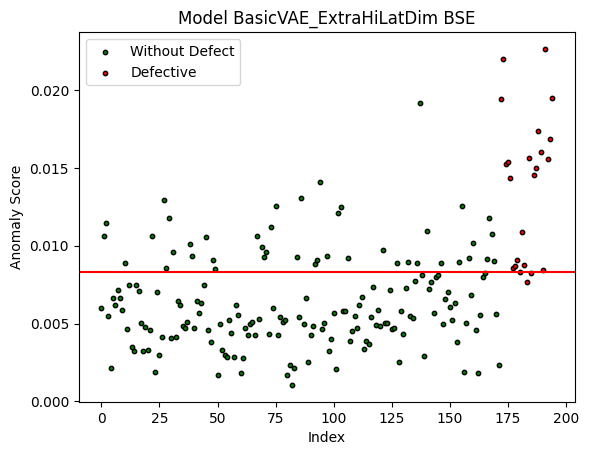 Model BasicVAE_ExtraHiLatDim BSE
Without Defect
Defective
Anomaly Score
0.020
0.015
0.010
0.005
0.000
0 25 50 75 100 125 150 175 200
Index